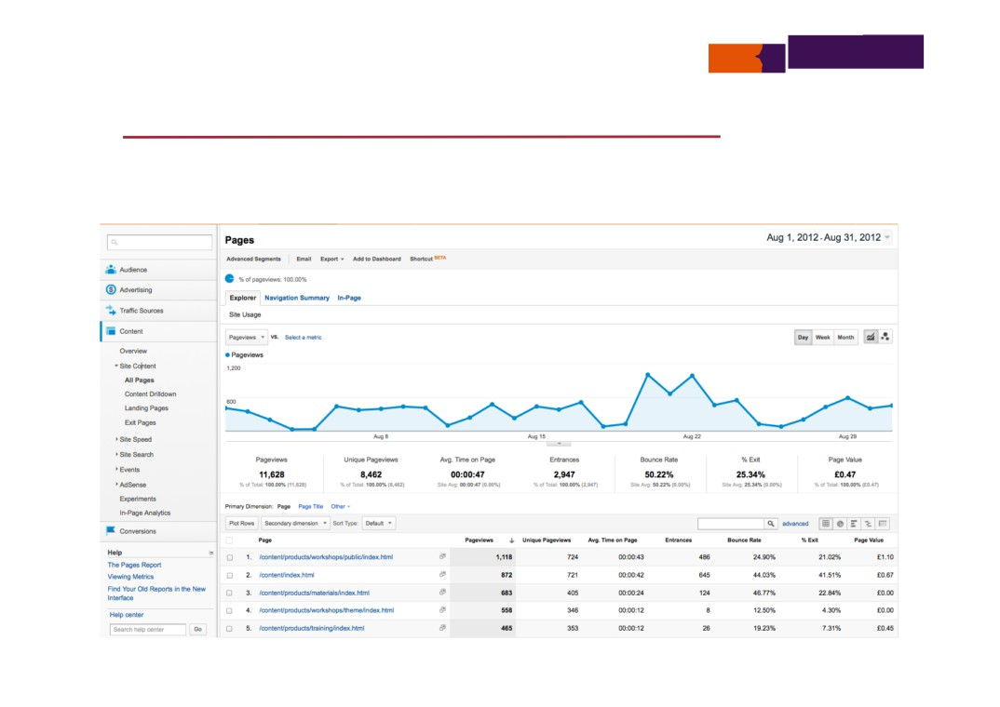 Pages
Aug 1, 2012 - Aug 31, 2012
Advanced Segments Email Export Add to Dashboard Shortcut BETA
% of pageviews: 100.00%
Explorer Navigation Summary In-Page
Site Usage
Pageviews VS. Select a metric Day Week Month
Pageviews
1,200
600
Aug 8 Aug 15 Aug 22 Aug 29
Pageviews Unique Pageviews Avg. Time on Page Entrances Bounce Rate % Exit Page Value
11,628 8,462 00:00:47 2,947 50.22% 25.34% £0.47
% of Total: 100.00% (11,628) % of Total: 100.00% (8,462) Site Avg: 00:00:47 (0.00%) % of Total: 100.00% (2,947) Site Avg: 50.22% (0.00%) Site Avg: 25.34% (0.00%) % of Total: 100.00% (£0.47)
Primary Dimension: Page Page Title Other
Plot Rows Secondary dimension Sort Type: Default advanced
Page Pageviews Unique Pageviews Avg. Time on Page Entrances Bounce Rate % Exit Page Value
1. /content/products/workshops/public/index.html 1,118 724 00:00:43 486 24.90% 21.02% £1.10
2. /content/index.html 872 721 00:00:42 645 44.03% 41.51% £0.67
3. /content/products/materials/index.html 683 405 00:00:24 124 46.77% 22.84% £0.00
4. /content/products/workshops/theme/index.html 558 346 00:00:12 8 12.50% 4.30% £0.00
5. /content/products/training/index.html 465 353 00:00:12 26 19.23% 7.31% £0.45
Audience
Advertising
Traffic Sources
Content
Overview
Site Content
All Pages
Content Drilldown
Landing Pages
Exit Pages
Site Speed
Site Search
Events
AdSense
Experiments
In-Page Analytics
Conversions
Help
The Pages Report
Viewing Metrics
Find Your Old Reports in the New
Interface
Help center
Search help center Go